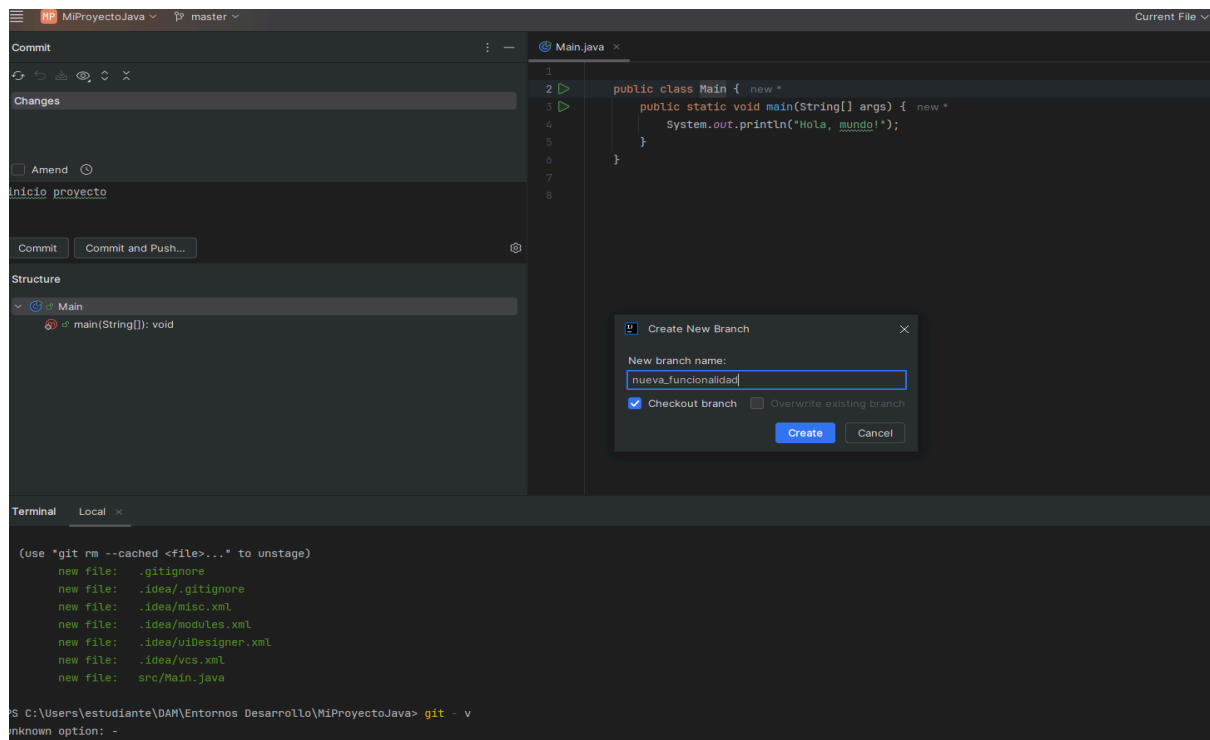 MP MiProyectoJava master Current File
Commit
Main.java
Changes
Amend
inicio proyecto
Commit Commit and Push...
Structure
Main
main(String[]): void
1
2 public class Main { new *
3 public static void main(String[] args) { new *
4 System.out.println("Hola, mundo!");
5 }
6 }
7
8
Create New Branch
New branch name:
nueva_funcionalidad
Checkout branch Overwrite existing branch
Create Cancel
Terminal Local
(use "git rm --cached <file>..." to unstage)
new file: .gitignore
new file: .idea/.gitignore
new file: .idea/misc.xml
new file: .idea/modules.xml
new file: .idea/uiDesigner.xml
new file: .idea/vcs.xml
new file: src/Main.java
PS C:\Users\estudiante\DAM\Entornos Desarrollo\MiProyectoJava> git - v
unknown option: -